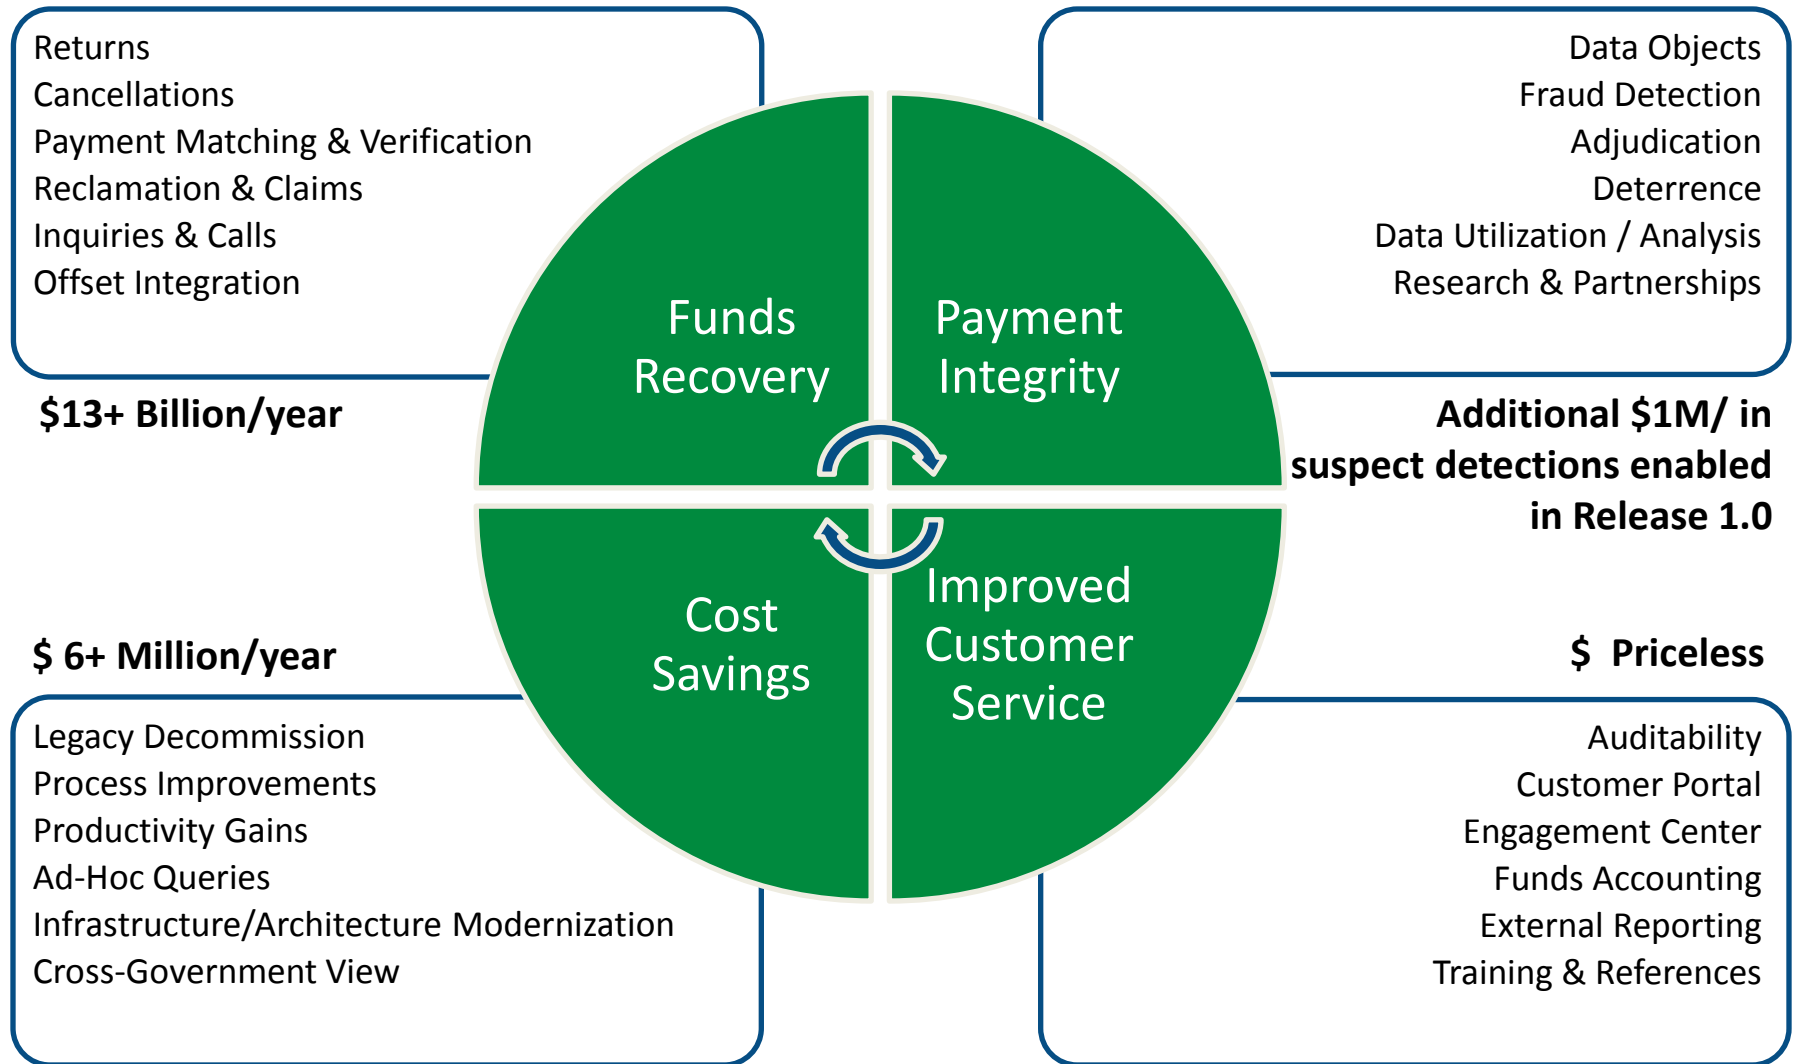 Returns
Cancellations
Payment Matching & Verification
Reclamation & Claims
Inquiries & Calls
Offset Integration
$13+ Billion/year
Funds
Recovery
Payment
Integrity
Data Objects
Fraud Detection
Adjudication
Deterrence
Data Utilization / Analysis
Research & Partnerships
Additional $1M/ in
suspect detections enabled
in Release 1.0
$ 6+ Million/year
Legacy Decommission
Process Improvements
Productivity Gains
Ad-Hoc Queries
Infrastructure/Architecture Modernization
Cross-Government View
Cost
Savings
Improved
Customer
Service
$  Priceless
Auditability
Customer Portal
Engagement Center
Funds Accounting
External Reporting
Training & References